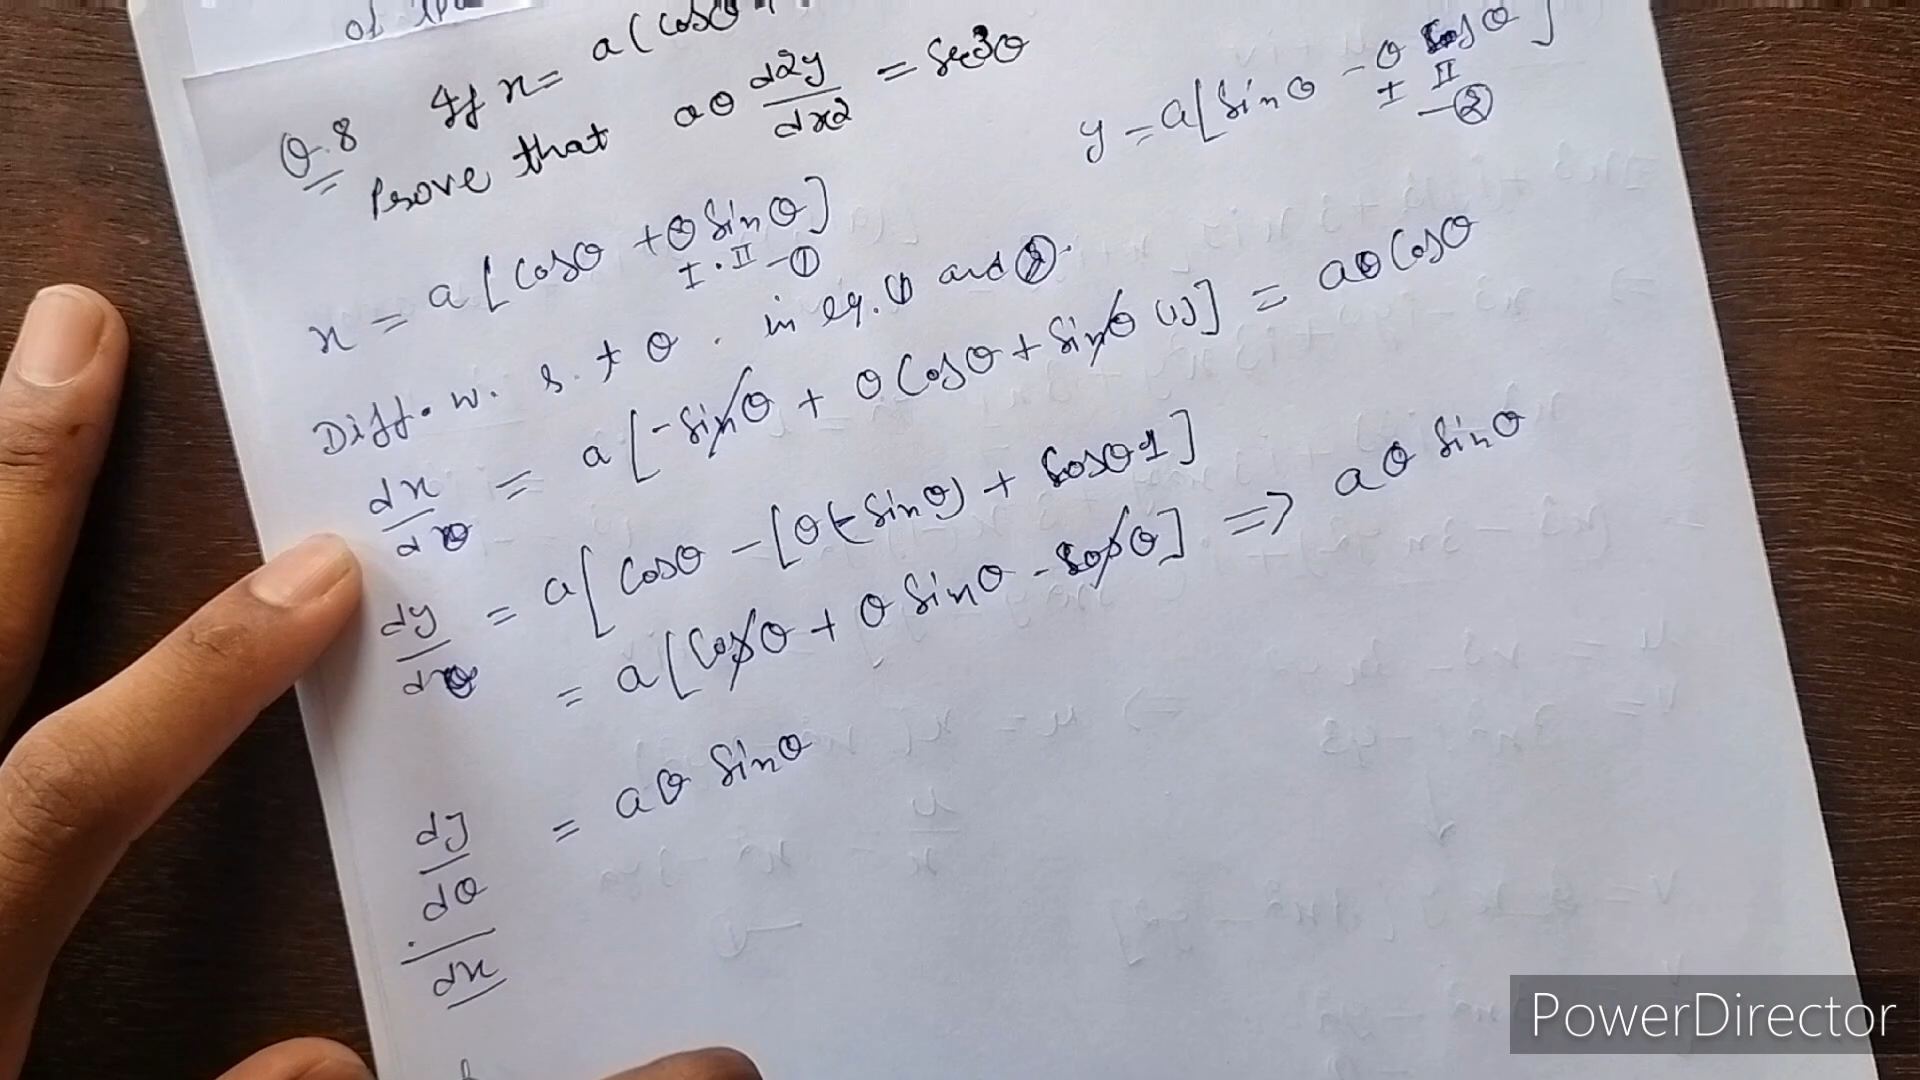 of
Q.8 If x = a(cosθ
Prove that aθ d2y/dx2 = Sec3θ
y = a[Sinθ - θ Cosθ]
I II
-②
x = a[Cosθ + θ Sinθ]
I. II -①
Diff. w. r. t θ. in eq. ① and ②.
dx/dθ = a[-Sinθ + θ Cosθ + Sinθ (1)] = aθ Cosθ
dy/dθ = a[Cosθ - [θ(-Sinθ) + Cosθ 1]
= a[Cosθ + θ Sinθ - Cosθ] => aθ Sinθ
dy/dθ = aθ Sinθ
dx
PowerDirector